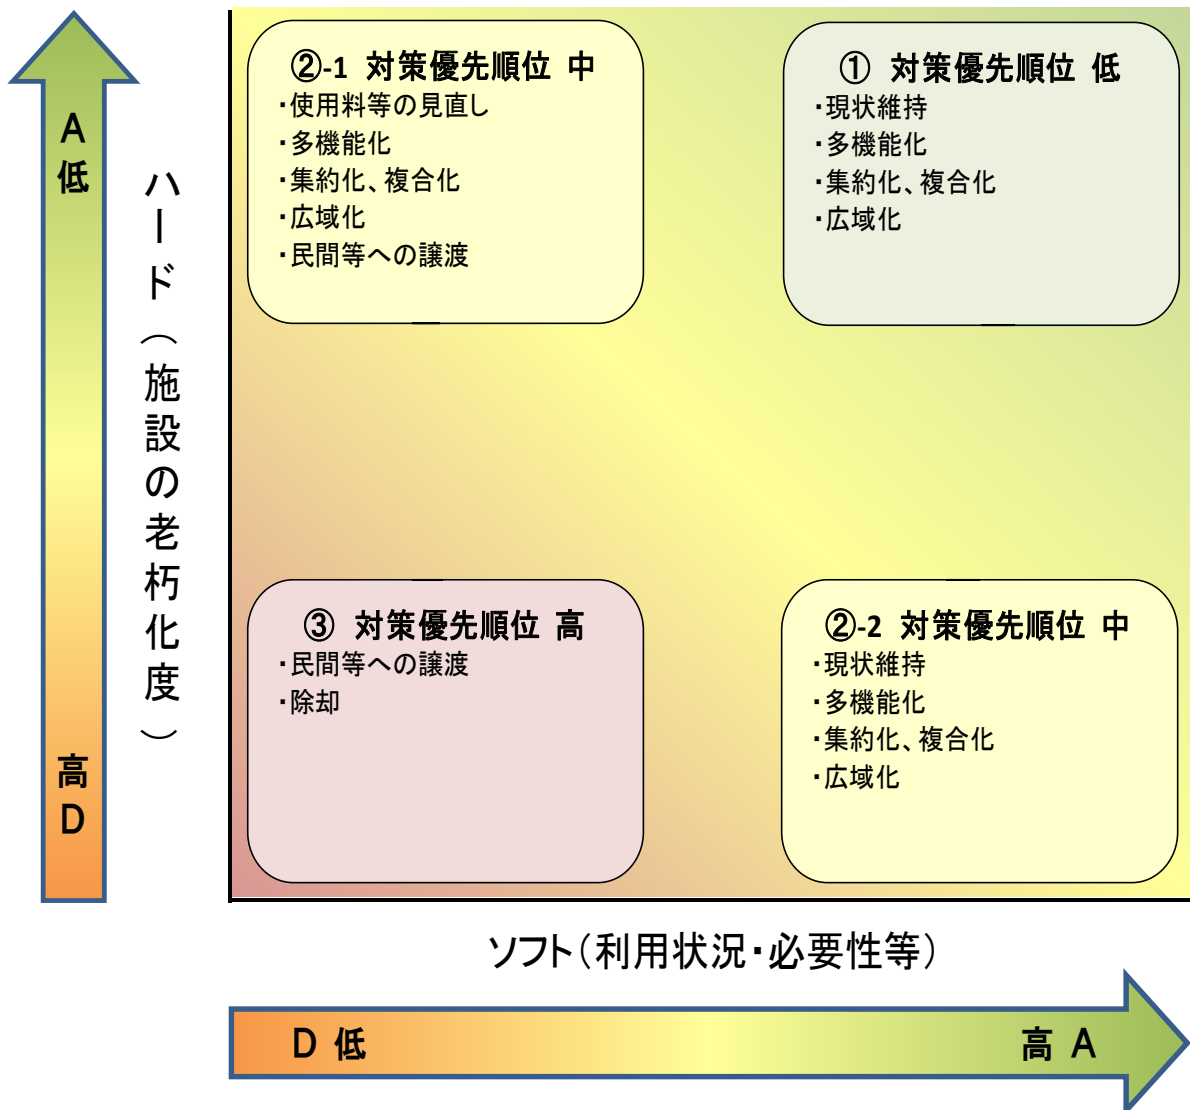 A
低
ハード（施設の老朽化度）
高
D
②-1 対策優先順位 中
・使用料等の見直し
・多機能化
・集約化、複合化
・広域化
・民間等への譲渡
① 対策優先順位 低
・現状維持
・多機能化
・集約化、複合化
・広域化
③ 対策優先順位 高
・民間等への譲渡
・除却
②-2 対策優先順位 中
・現状維持
・多機能化
・集約化、複合化
・広域化
ソフト（利用状況・必要性等）
D 低
高 A